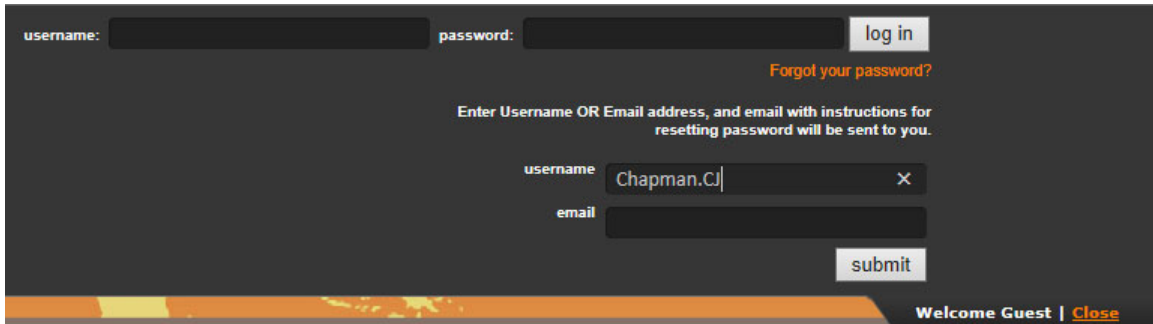 username: password: log in
Forgot your password?
Enter Username OR Email address, and email with instructions for
resetting password will be sent to you.
username Chapman.CJ ✕
email
submit
Welcome Guest | Close